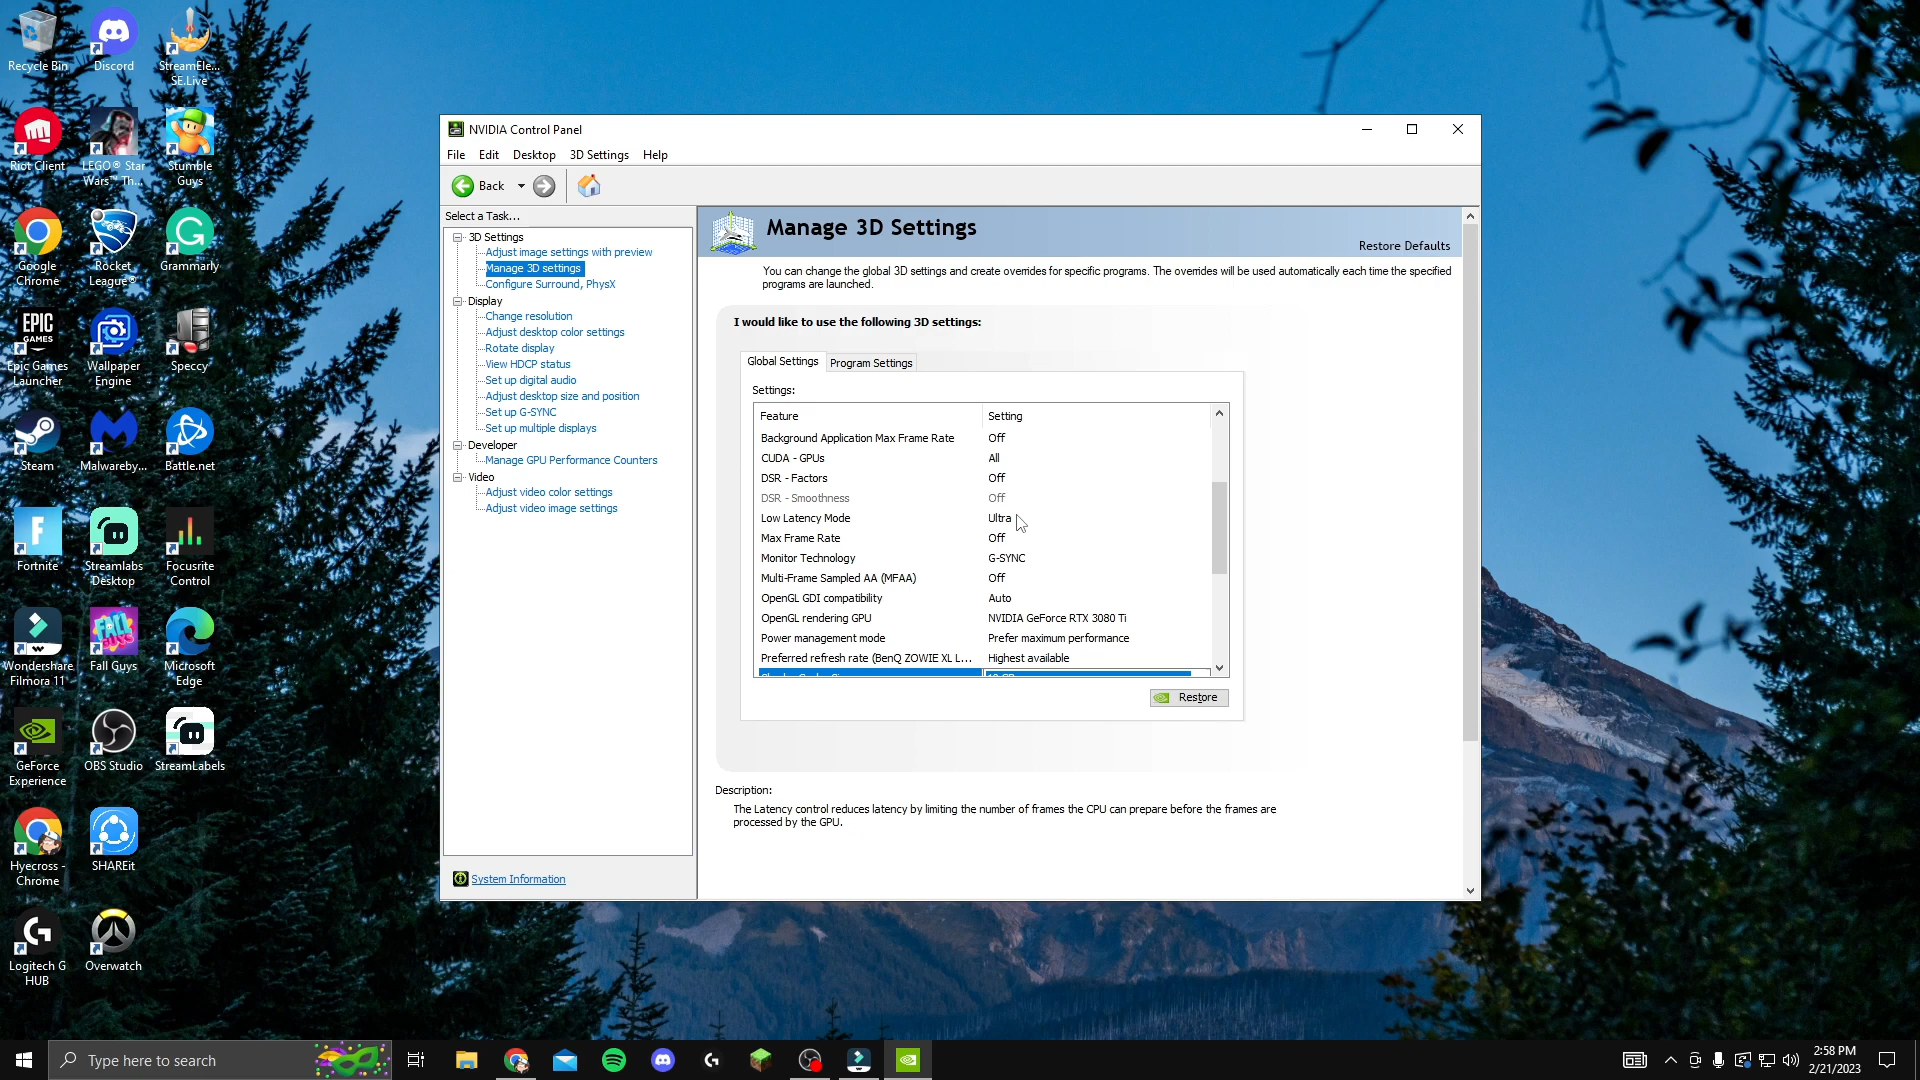 Recycle Bin
Discord
StreamEle...
SE.Live
Riot Client
LEGO® Star
Wars™ Th...
Stumble
Guys
Google
Chrome
Rocket
League®
Grammarly
EPIC
GAMES
Epic Games
Launcher
Wallpaper
Engine
Speccy
Steam
Malwareby...
Battle.net
Fortnite
Streamlabs
Desktop
Focusrite
Control
Wondershare
Filmora 11
Fall Guys
Microsoft
Edge
GeForce
Experience
OBS Studio
StreamLabels
Hyecross -
Chrome
SHAREit
Logitech G
HUB
Overwatch
NVIDIA Control Panel
File Edit Desktop 3D Settings Help
Back
Select a Task...
3D Settings
Adjust image settings with preview
Manage 3D settings
Configure Surround, PhysX
Display
Change resolution
Adjust desktop color settings
Rotate display
View HDCP status
Set up digital audio
Adjust desktop size and position
Set up G-SYNC
Set up multiple displays
Developer
Manage GPU Performance Counters
Video
Adjust video color settings
Adjust video image settings
System Information
Manage 3D Settings
Restore Defaults
You can change the global 3D settings and create overrides for specific programs. The overrides will be used automatically each time the specified
programs are launched.
I would like to use the following 3D settings:
Global Settings Program Settings
Settings:
Feature Setting
Background Application Max Frame Rate Off
CUDA - GPUs All
DSR - Factors Off
DSR - Smoothness Off
Low Latency Mode Ultra
Max Frame Rate Off
Monitor Technology G-SYNC
Multi-Frame Sampled AA (MFAA) Off
OpenGL GDI compatibility Auto
OpenGL rendering GPU NVIDIA GeForce RTX 3080 Ti
Power management mode Prefer maximum performance
Preferred refresh rate (BenQ ZOWIE XL L... Highest available
Restore
Description:
The Latency control reduces latency by limiting the number of frames the CPU can prepare before the frames are
processed by the GPU.
Type here to search
2:58 PM
2/21/2023